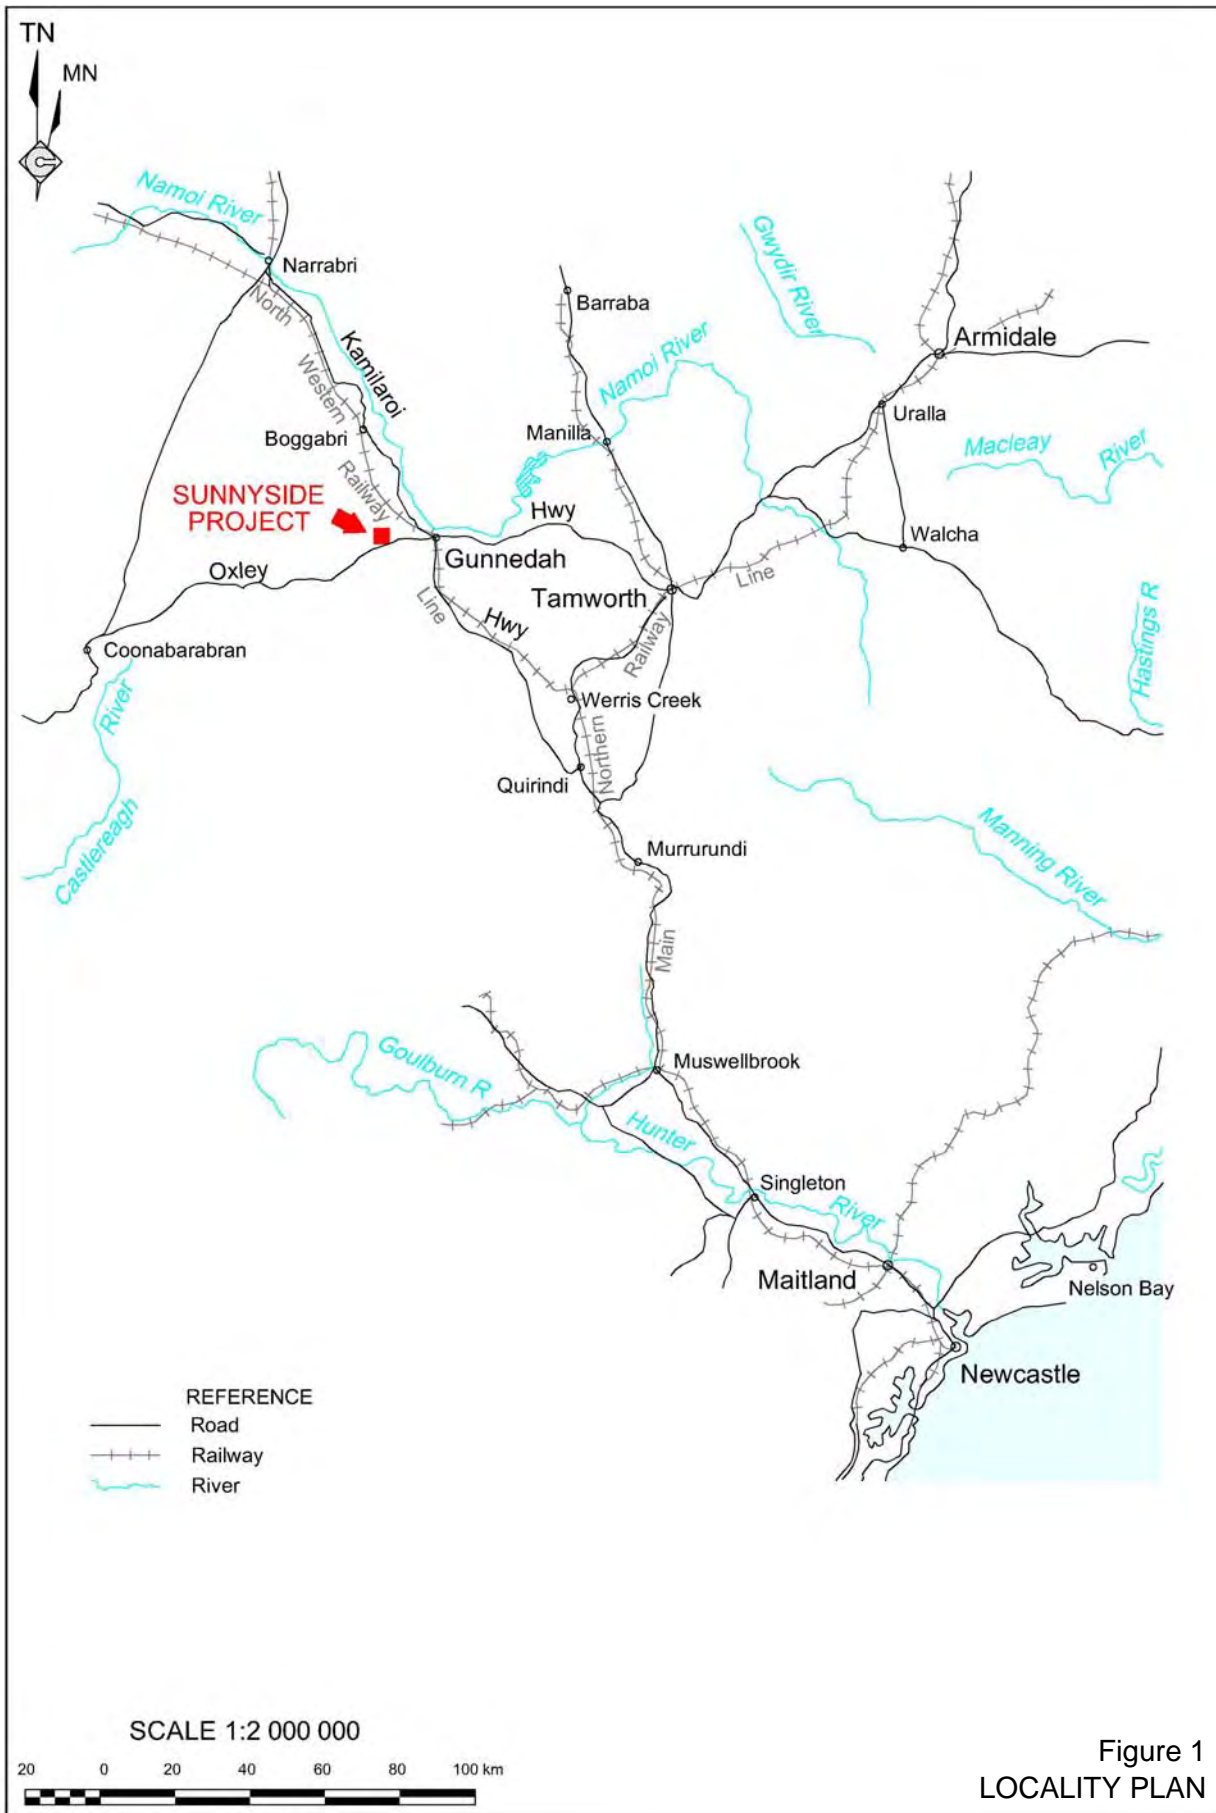 TN
MN
Namoi River
Narrabri
North
Western
Railway
Line
Kamilaroi
Hwy
Barraba
Gwydir River
Namoi River
Armidale
Uralla
Boggabri
Manilla
Macleay
River
SUNNYSIDE
PROJECT
Hwy
Gunnedah
Walcha
Oxley
Tamworth
Line
Railway
Hastings R
Coonabarabran
River
Castlereagh
Werris Creek
Northern
Quirindi
Murrurundi
Manning River
Main
Goulburn R
Muswellbrook
Hunter
River
Singleton
Maitland
Nelson Bay
Newcastle
REFERENCE
Road
Railway
River
SCALE 1:2 000 000
20 0 20 40 60 80 100 km
Figure 1
LOCALITY PLAN